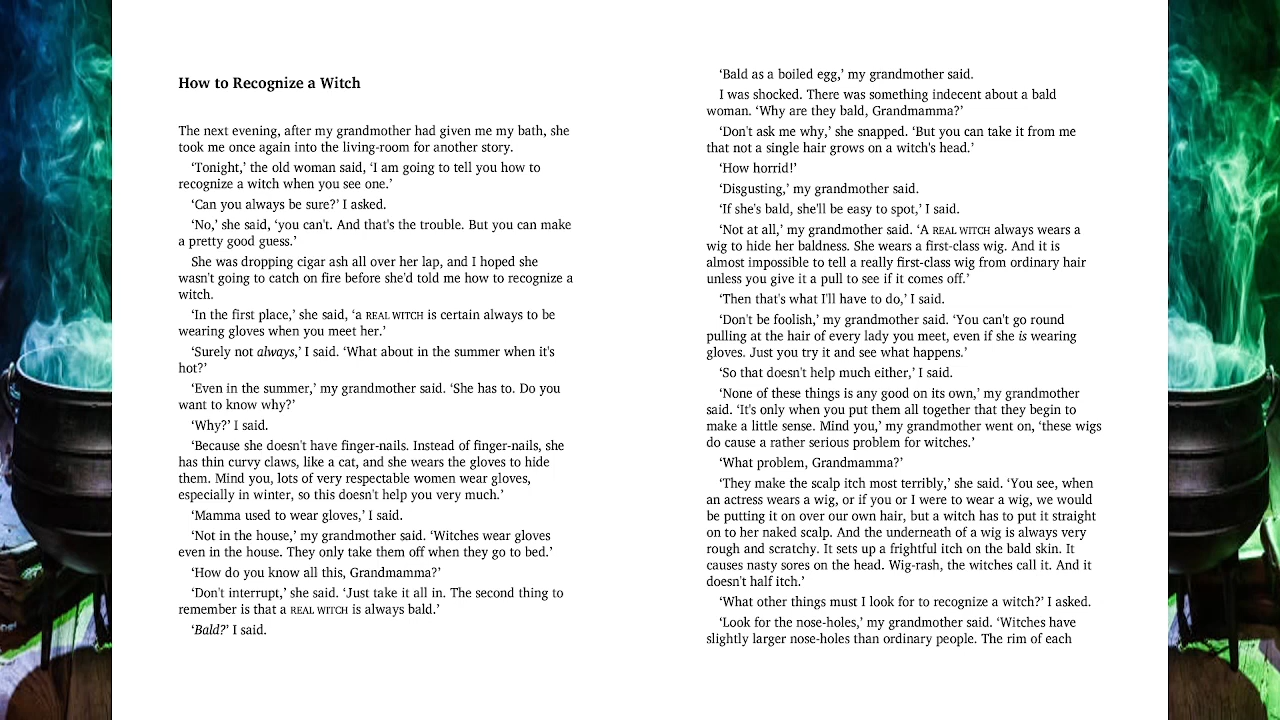 How to Recognize a Witch
The next evening, after my grandmother had given me my bath, she
took me once again into the living-room for another story.
‘Tonight,’ the old woman said, ‘I am going to tell you how to
recognize a witch when you see one.’
‘Can you always be sure?’ I asked.
‘No,’ she said, ‘you can't. And that's the trouble. But you can make
a pretty good guess.’
She was dropping cigar ash all over her lap, and I hoped she
wasn't going to catch on fire before she'd told me how to recognize a
witch.
‘In the first place,’ she said, ‘a REAL WITCH is certain always to be
wearing gloves when you meet her.’
‘Surely not always,’ I said. ‘What about in the summer when it's
hot?’
‘Even in the summer,’ my grandmother said. ‘She has to. Do you
want to know why?’
‘Why?’ I said.
‘Because she doesn't have finger-nails. Instead of finger-nails, she
has thin curvy claws, like a cat, and she wears the gloves to hide
them. Mind you, lots of very respectable women wear gloves,
especially in winter, so this doesn't help you very much.’
‘Mamma used to wear gloves,’ I said.
‘Not in the house,’ my grandmother said. ‘Witches wear gloves
even in the house. They only take them off when they go to bed.’
‘How do you know all this, Grandmamma?’
‘Don't interrupt,’ she said. ‘Just take it all in. The second thing to
remember is that a REAL WITCH is always bald.’
‘Bald?’ I said.
‘Bald as a boiled egg,’ my grandmother said.
I was shocked. There was something indecent about a bald
woman. ‘Why are they bald, Grandmamma?’
‘Don't ask me why,’ she snapped. ‘But you can take it from me
that not a single hair grows on a witch's head.’
‘How horrid!’
‘Disgusting,’ my grandmother said.
‘If she's bald, she'll be easy to spot,’ I said.
‘Not at all,’ my grandmother said. ‘A REAL WITCH always wears a
wig to hide her baldness. She wears a first-class wig. And it is
almost impossible to tell a really first-class wig from ordinary hair
unless you give it a pull to see if it comes off.’
‘Then that's what I'll have to do,’ I said.
‘Don't be foolish,’ my grandmother said. ‘You can't go round
pulling at the hair of every lady you meet, even if she is wearing
gloves. Just you try it and see what happens.’
‘So that doesn't help much either,’ I said.
‘None of these things is any good on its own,’ my grandmother
said. ‘It's only when you put them all together that they begin to
make a little sense. Mind you,’ my grandmother went on, ‘these wigs
do cause a rather serious problem for witches.’
‘What problem, Grandmamma?’
‘They make the scalp itch most terribly,’ she said. ‘You see, when
an actress wears a wig, or if you or I were to wear a wig, we would
be putting it on over our own hair, but a witch has to put it straight
on to her naked scalp. And the underneath of a wig is always very
rough and scratchy. It sets up a frightful itch on the bald skin. It
causes nasty sores on the head. Wig-rash, the witches call it. And it
doesn't half itch.’
‘What other things must I look for to recognize a witch?’ I asked.
‘Look for the nose-holes,’ my grandmother said. ‘Witches have
slightly larger nose-holes than ordinary people. The rim of each